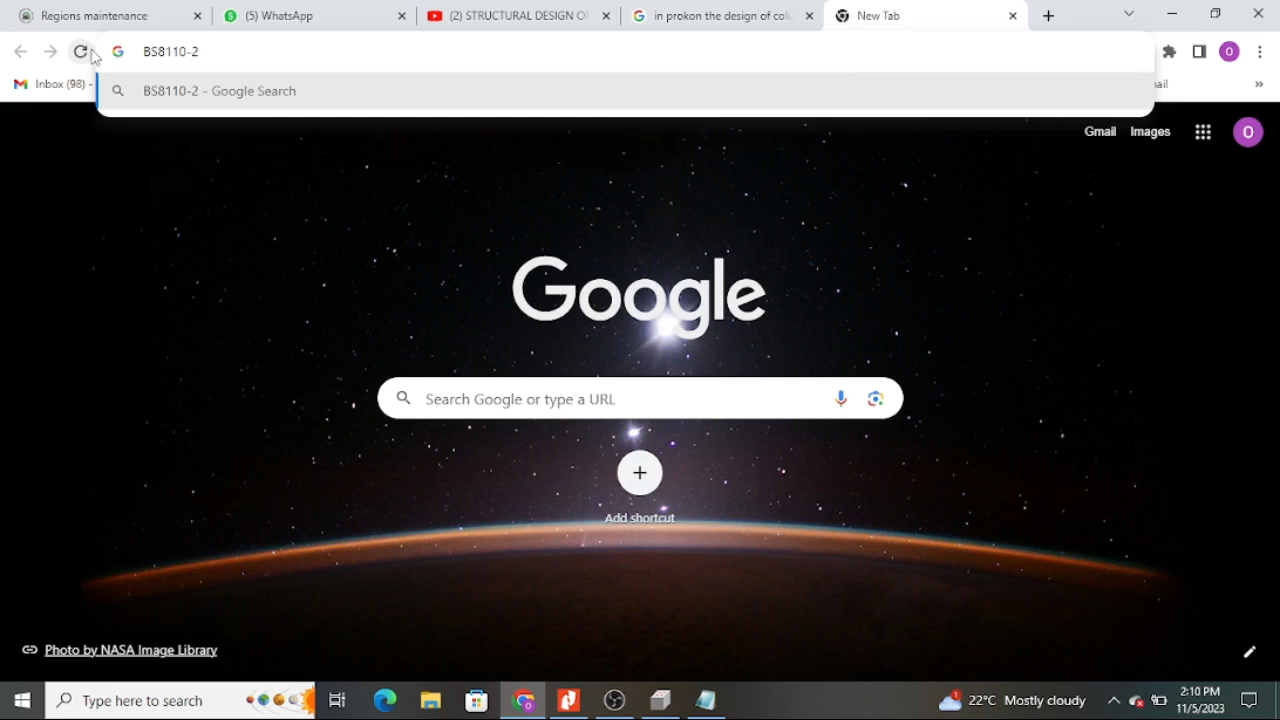 Regions maintenance
(5) WhatsApp
(2) STRUCTURAL DESIGN OF
in prokon the design of colu
New Tab
BS8110-2
O
Inbox (98) -
BS8110-2 - Google Search
ail
»
Gmail
Images
O
Google
Search Google or type a URL
Add shortcut
Photo by NASA Image Library
Type here to search
1
22°C Mostly cloudy
2:10 PM
11/5/2023